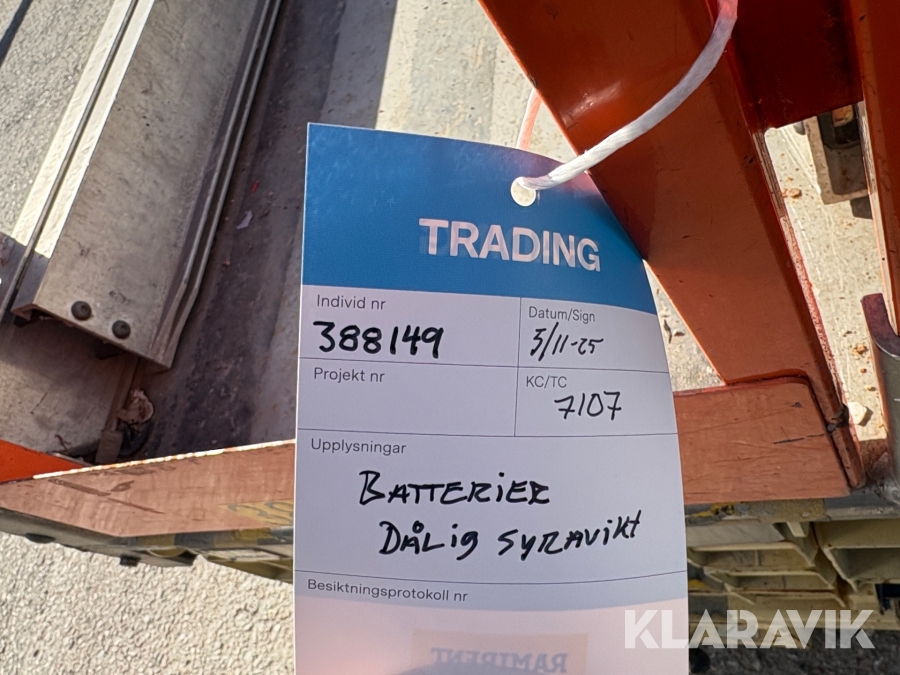 TRADING
Individ nr
388149
Datum/Sign
5/11-25
Projekt nr
KC/TC
7107
Upplysningar
BATTERIER
DÅLIG SYRAVIKT
Besiktningsprotokoll nr
RAMIRENT
KLARAVIK